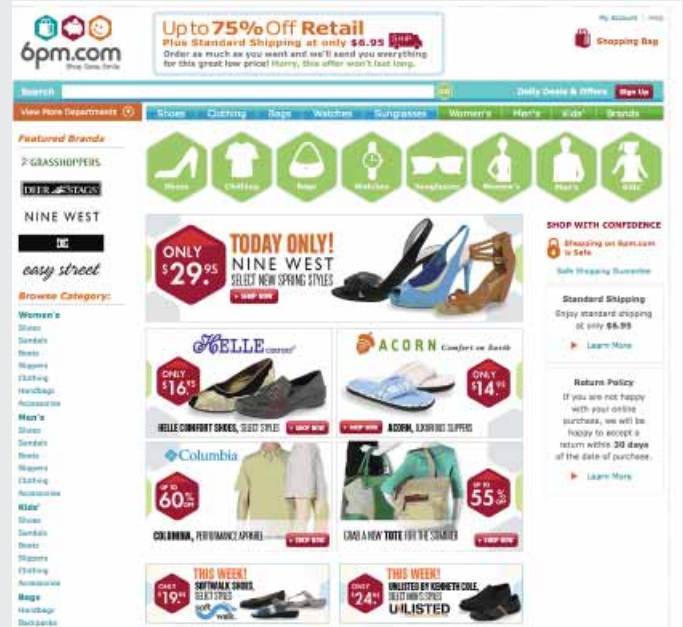 6pm.com
Shop. Save. Smile.
Up to 75% Off Retail
Plus Standard Shipping at only $6.95 SHIP
Order as much as you want and we'll send you everything
for this great low price! Hurry, this offer won't last long.
My Account | Help
Shopping Bag
Search
GO
Daily Deals & Offers Sign Up
View More Departments
Shoes Clothing Bags Watches Sunglasses Women's Men's Kids' Brands
Shoes Clothing Bags Watches Sunglasses Women's Men's Kids'
Featured Brands
GRASSHOPPERS
DEER STAGS
NINE WEST
easy street
Browse Category:
Women's
Shoes
Sandals
Boots
Slippers
Clothing
Handbags
Accessories
Men's
Shoes
Sandals
Boots
Slippers
Clothing
Accessories
Kids'
Shoes
Sandals
Boots
Slippers
Clothing
Accessories
Bags
Handbags
Backpacks
ONLY
$29.95
TODAY ONLY!
NINE WEST
SELECT NEW SPRING STYLES
SHOP NOW
HELLE COMFORT
ONLY
$16.95
HELLE COMFORT SHOES, SELECT STYLES
SHOP NOW
ACORN Comfort on Earth
ONLY
$14.95
SHOP NOW
ACORN, LUXURIOUS SLIPPERS
Columbia
UP TO
60% OFF
COLUMBIA, PERFORMANCE APPAREL
SHOP NOW
UP TO
55% OFF
GRAB A NEW TOTE FOR THE SUMMER
SHOP NOW
ONLY
$19.95
THIS WEEK!
SOFTWALK SHOES,
SELECT STYLES
soft walk
ONLY
$24.95
THIS WEEK!
UNLISTED BY KENNETH COLE,
SELECT MEN'S STYLES
UNLISTED
SHOP WITH CONFIDENCE
Shopping on 6pm.com
is Safe
Safe Shopping Guarantee
Standard Shipping
Enjoy standard shipping
at only $6.95
Learn More
Return Policy
If you are not happy
with your online
purchase, we will be
happy to accept a
return within 30 days
of the date of purchase.
Learn More